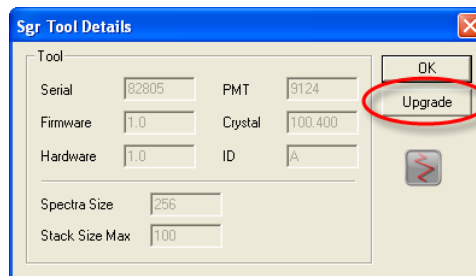 Sgr Tool Details
Tool
OK
Serial 82805 PMT 9124
Upgrade
Firmware 1.0 Crystal 100.400
Hardware 1.0 ID A
Spectra Size 256
Stack Size Max 100